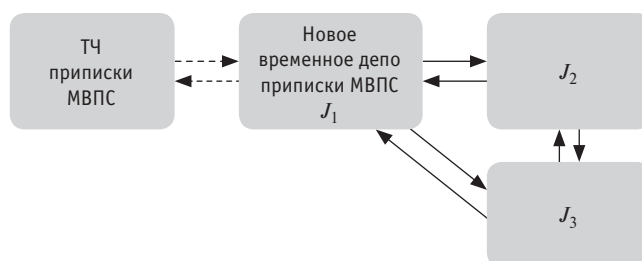 ТЧ
приписки
МВПС
Новое
временное депо
приписки МВПС
J₁
J₂
J₃